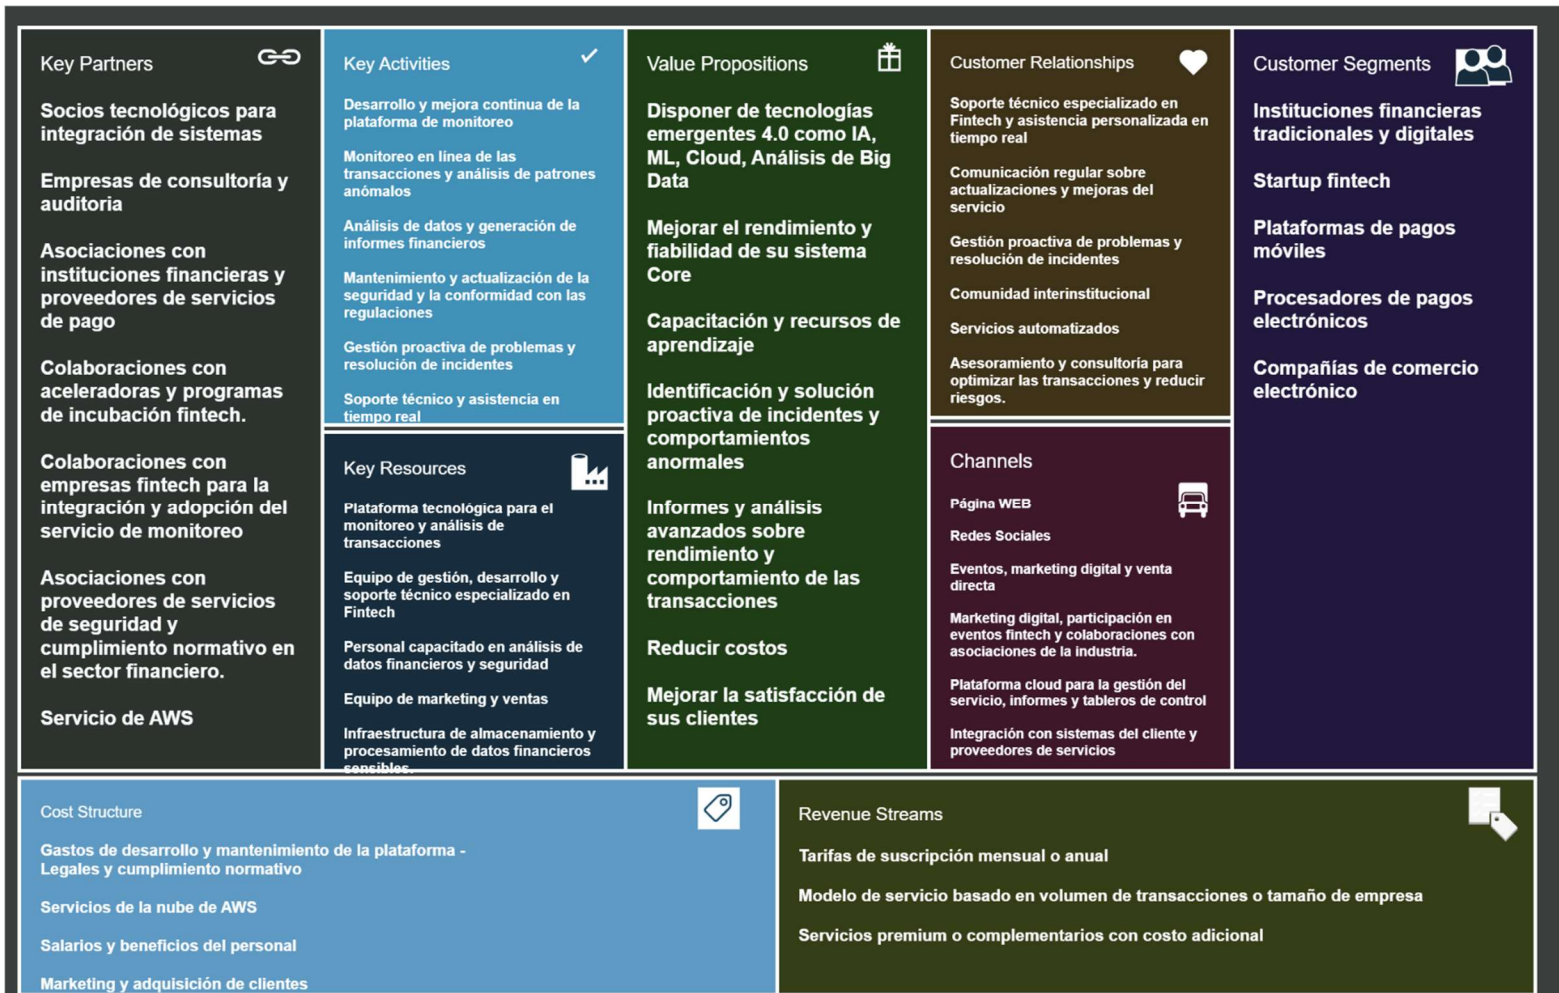 Key Partners
Socios tecnológicos para
integración de sistemas
Empresas de consultoría y
auditoria
Asociaciones con
instituciones financieras y
proveedores de servicios
de pago
Colaboraciones con
aceleradoras y programas
de incubación fintech.
Colaboraciones con
empresas fintech para la
integración y adopción del
servicio de monitoreo
Asociaciones con
proveedores de servicios
de seguridad y
cumplimiento normativo en
el sector financiero.
Servicio de AWS
Key Activities
Desarrollo y mejora continua de la
plataforma de monitoreo
Monitoreo en línea de las
transacciones y análisis de patrones
anómalos
Análisis de datos y generación de
informes financieros
Mantenimiento y actualización de la
seguridad y la conformidad con las
regulaciones
Gestión proactiva de problemas y
resolución de incidentes
Soporte técnico y asistencia en
tiempo real
Key Resources
Plataforma tecnológica para el
monitoreo y análisis de
transacciones
Equipo de gestión, desarrollo y
soporte técnico especializado en
Fintech
Personal capacitado en análisis de
datos financieros y seguridad
Equipo de marketing y ventas
Infraestructura de almacenamiento y
procesamiento de datos financieros
sensibles.
Value Propositions
Disponer de tecnologías
emergentes 4.0 como IA,
ML, Cloud, Análisis de Big
Data
Mejorar el rendimiento y
fiabilidad de su sistema
Core
Capacitación y recursos de
aprendizaje
Identificación y solución
proactiva de incidentes y
comportamientos
anormales
Informes y análisis
avanzados sobre
rendimiento y
comportamiento de las
transacciones
Reducir costos
Mejorar la satisfacción de
sus clientes
Customer Relationships
Soporte técnico especializado en
Fintech y asistencia personalizada en
tiempo real
Comunicación regular sobre
actualizaciones y mejoras del
servicio
Gestión proactiva de problemas y
resolución de incidentes
Comunidad interinstitucional
Servicios automatizados
Asesoramiento y consultoría para
optimizar las transacciones y reducir
riesgos.
Channels
Página WEB
Redes Sociales
Eventos, marketing digital y venta
directa
Marketing digital, participación en
eventos fintech y colaboraciones con
asociaciones de la industria.
Plataforma cloud para la gestión del
servicio, informes y tableros de control
Integración con sistemas del cliente y
proveedores de servicios
Customer Segments
Instituciones financieras
tradicionales y digitales
Startup fintech
Plataformas de pagos
móviles
Procesadores de pagos
electrónicos
Compañías de comercio
electrónico
Cost Structure
Gastos de desarrollo y mantenimiento de la plataforma -
Legales y cumplimiento normativo
Servicios de la nube de AWS
Salarios y beneficios del personal
Marketing y adquisición de clientes
Revenue Streams
Tarifas de suscripción mensual o anual
Modelo de servicio basado en volumen de transacciones o tamaño de empresa
Servicios premium o complementarios con costo adicional